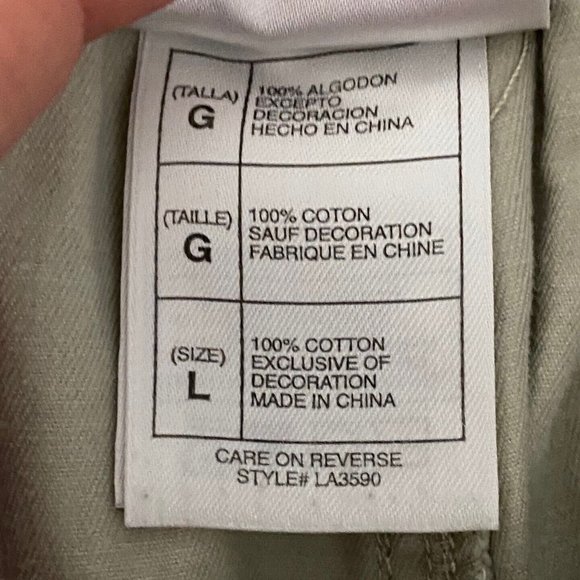 (TALLA)
G
100% ALGODON
EXCEPTO
DECORACION
HECHO EN CHINA
(TAILLE)
G
100% COTON
SAUF DECORATION
FABRIQUE EN CHINE
(SIZE)
L
100% COTTON
EXCLUSIVE OF
DECORATION
MADE IN CHINA
CARE ON REVERSE
STYLE# LA3590